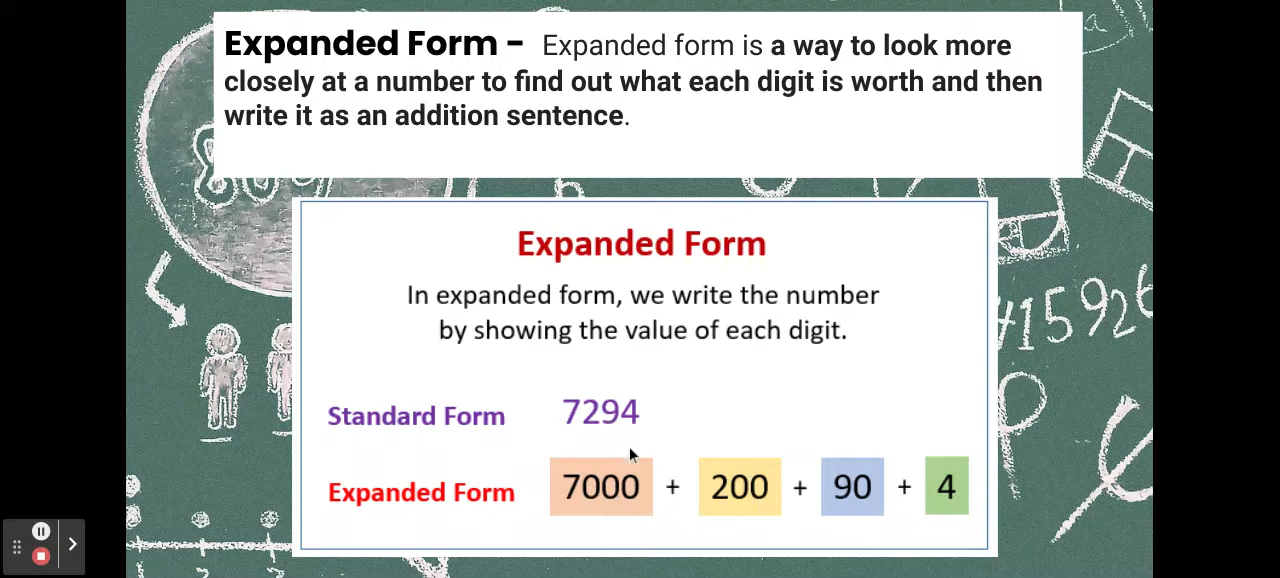 Expanded Form - Expanded form is a way to look more
closely at a number to find out what each digit is worth and then
write it as an addition sentence.
Expanded Form
In expanded form, we write the number
by showing the value of each digit.
Standard Form 7294
Expanded Form 7000 + 200 + 90 + 4